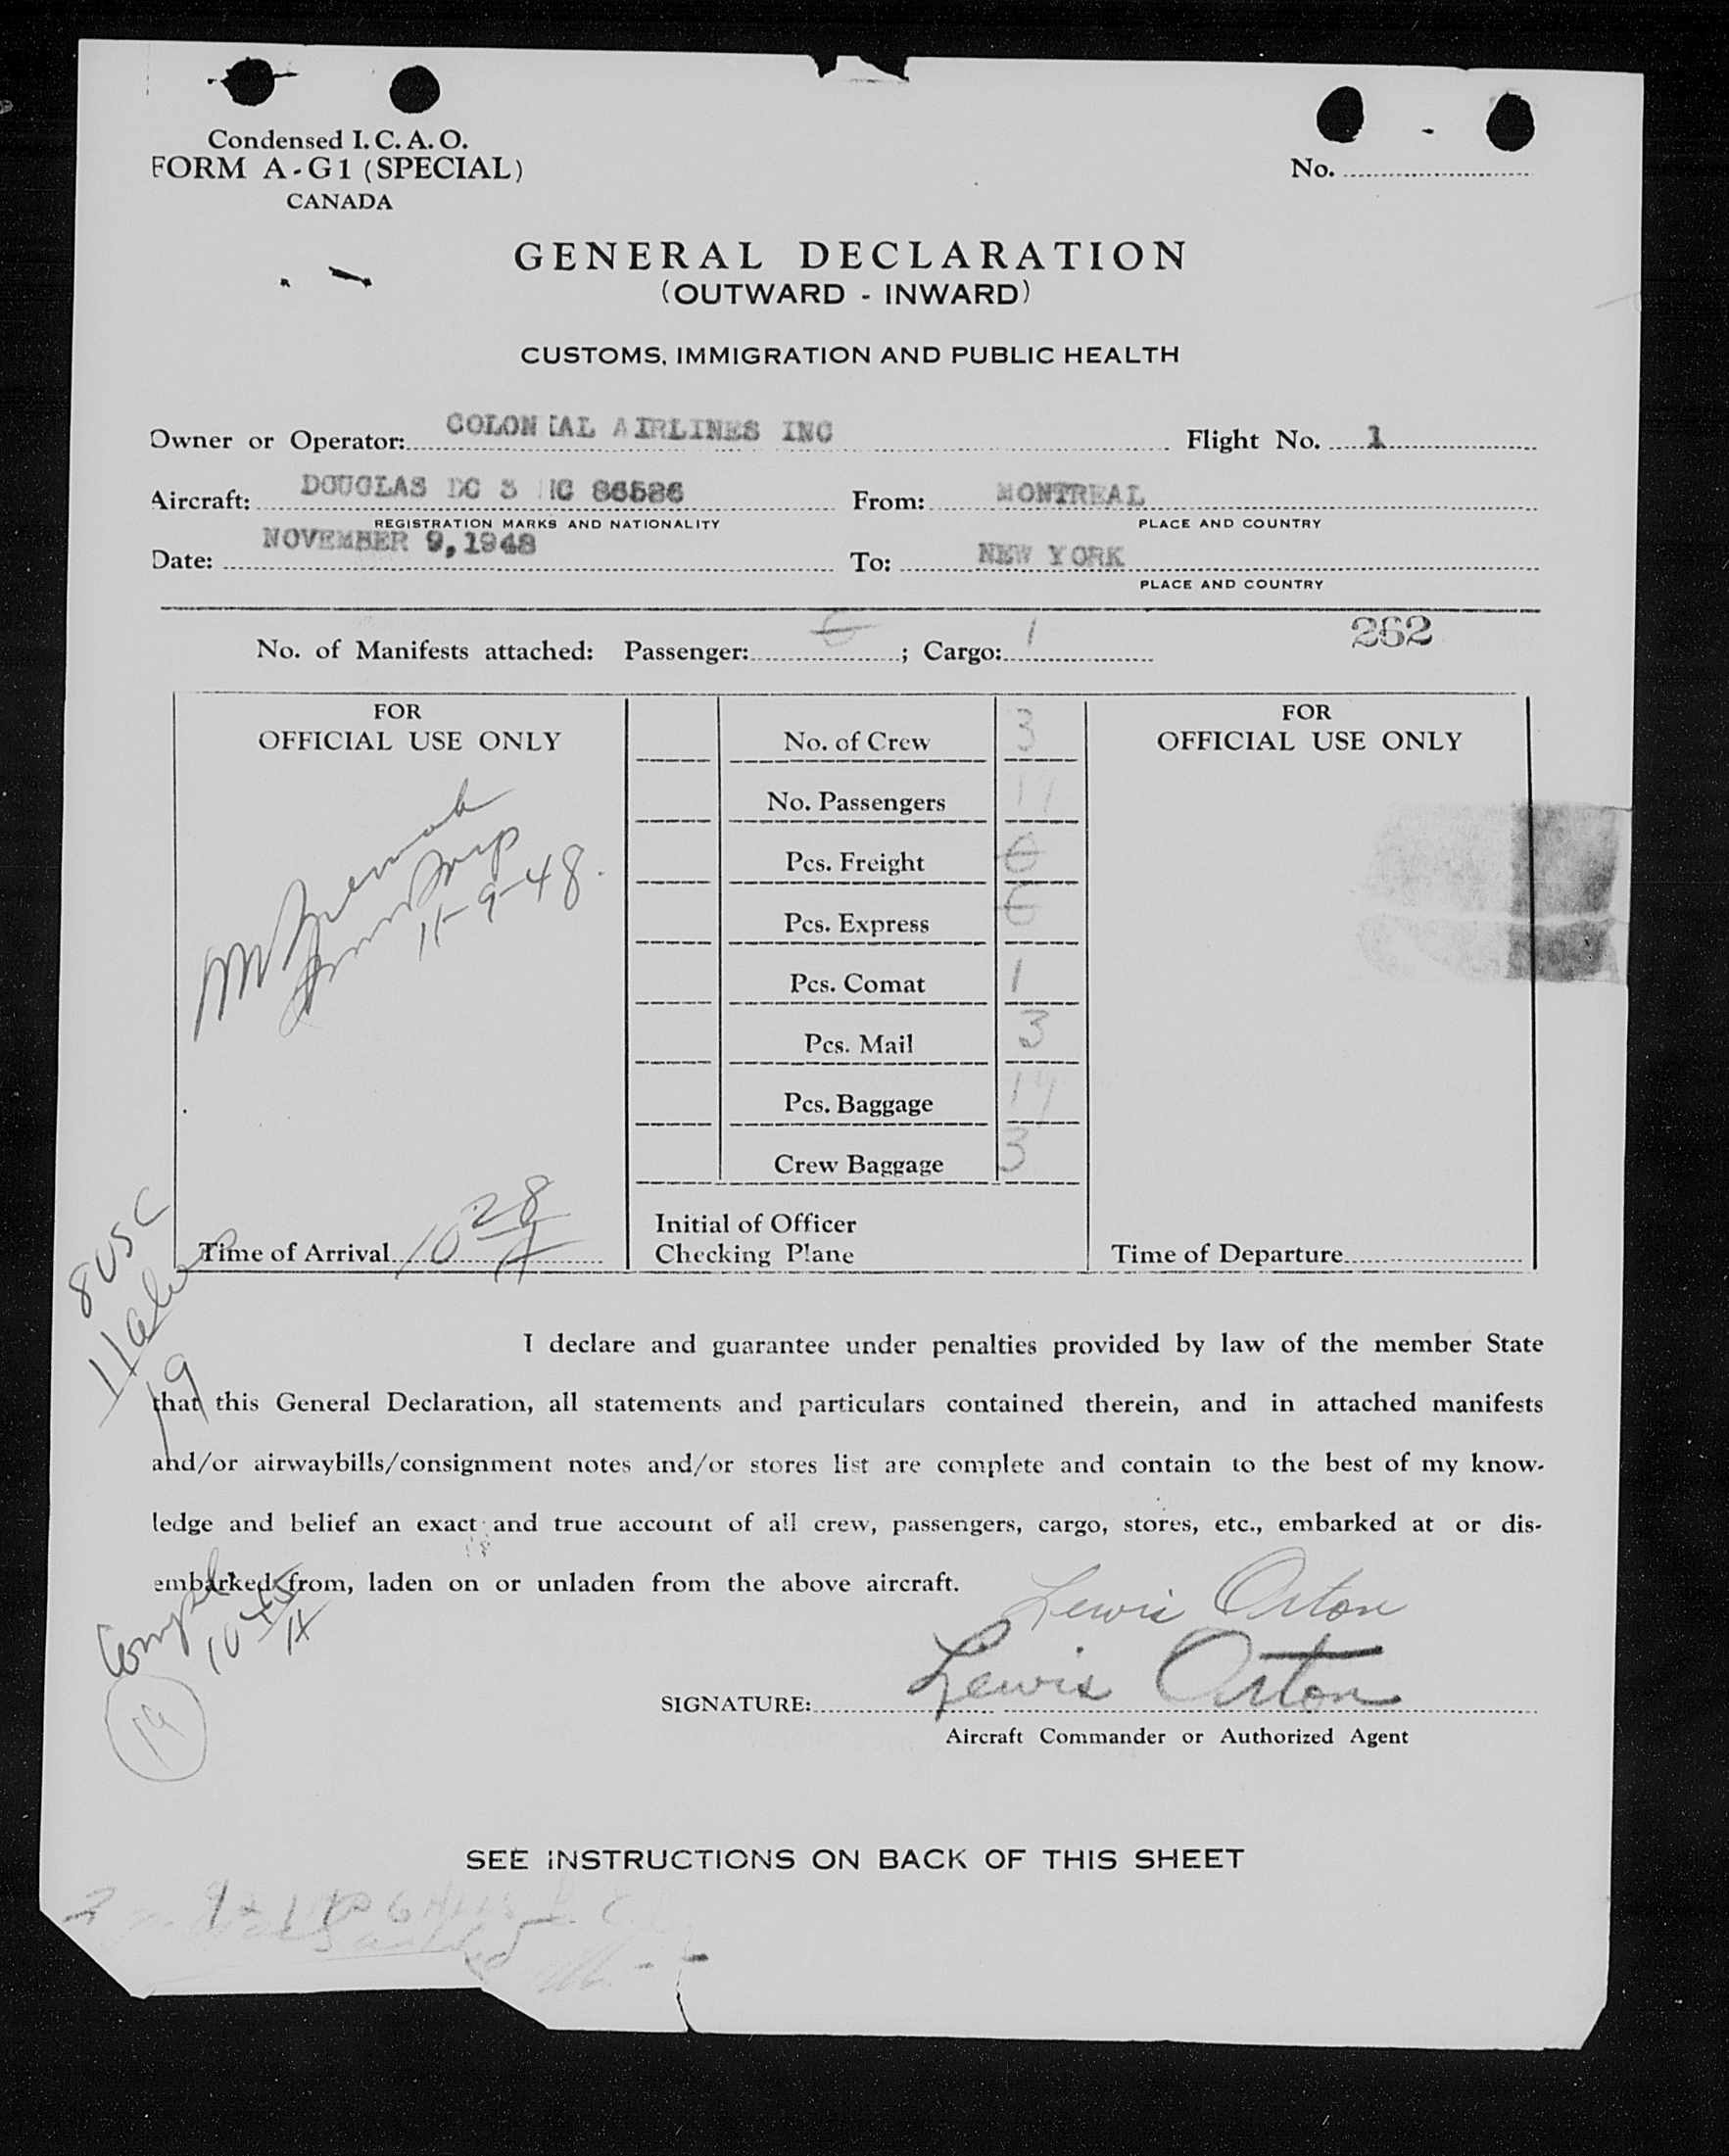 Condensed I. C. A. O.
FORM A-G1 (SPECIAL)
CANADA
No.
GENERAL DECLARATION
(OUTWARD - INWARD)
CUSTOMS, IMMIGRATION AND PUBLIC HEALTH
Owner or Operator: COLONIAL AIRLINES INC Flight No. 1
Aircraft: DOUGLAS DC 3 NC 86586 From: MONTREAL
REGISTRATION MARKS AND NATIONALITY PLACE AND COUNTRY
Date: NOVEMBER 9, 1948 To: NEW YORK
PLACE AND COUNTRY
262
No. of Manifests attached: Passenger: ; Cargo: 1
FOR
OFFICIAL USE ONLY
11-9-48.
Time of Arrival 10 28 A
No. of Crew 3
No. Passengers 11
Pcs. Freight
Pcs. Express
Pcs. Comat 1
Pcs. Mail 3
Pcs. Baggage
Crew Baggage 3
Initial of Officer
Checking Plane
FOR
OFFICIAL USE ONLY
Time of Departure
8 USC
11
19
I declare and guarantee under penalties provided by law of the member State
that this General Declaration, all statements and particulars contained therein, and in attached manifests
and/or airwaybills/consignment notes and/or stores list are complete and contain to the best of my know-
ledge and belief an exact and true account of all crew, passengers, cargo, stores, etc., embarked at or dis-
embarked from, laden on or unladen from the above aircraft.
Compl
10 45 A
19
Lewis Orton
SIGNATURE: Lewis Orton
Aircraft Commander or Authorized Agent
SEE INSTRUCTIONS ON BACK OF THIS SHEET